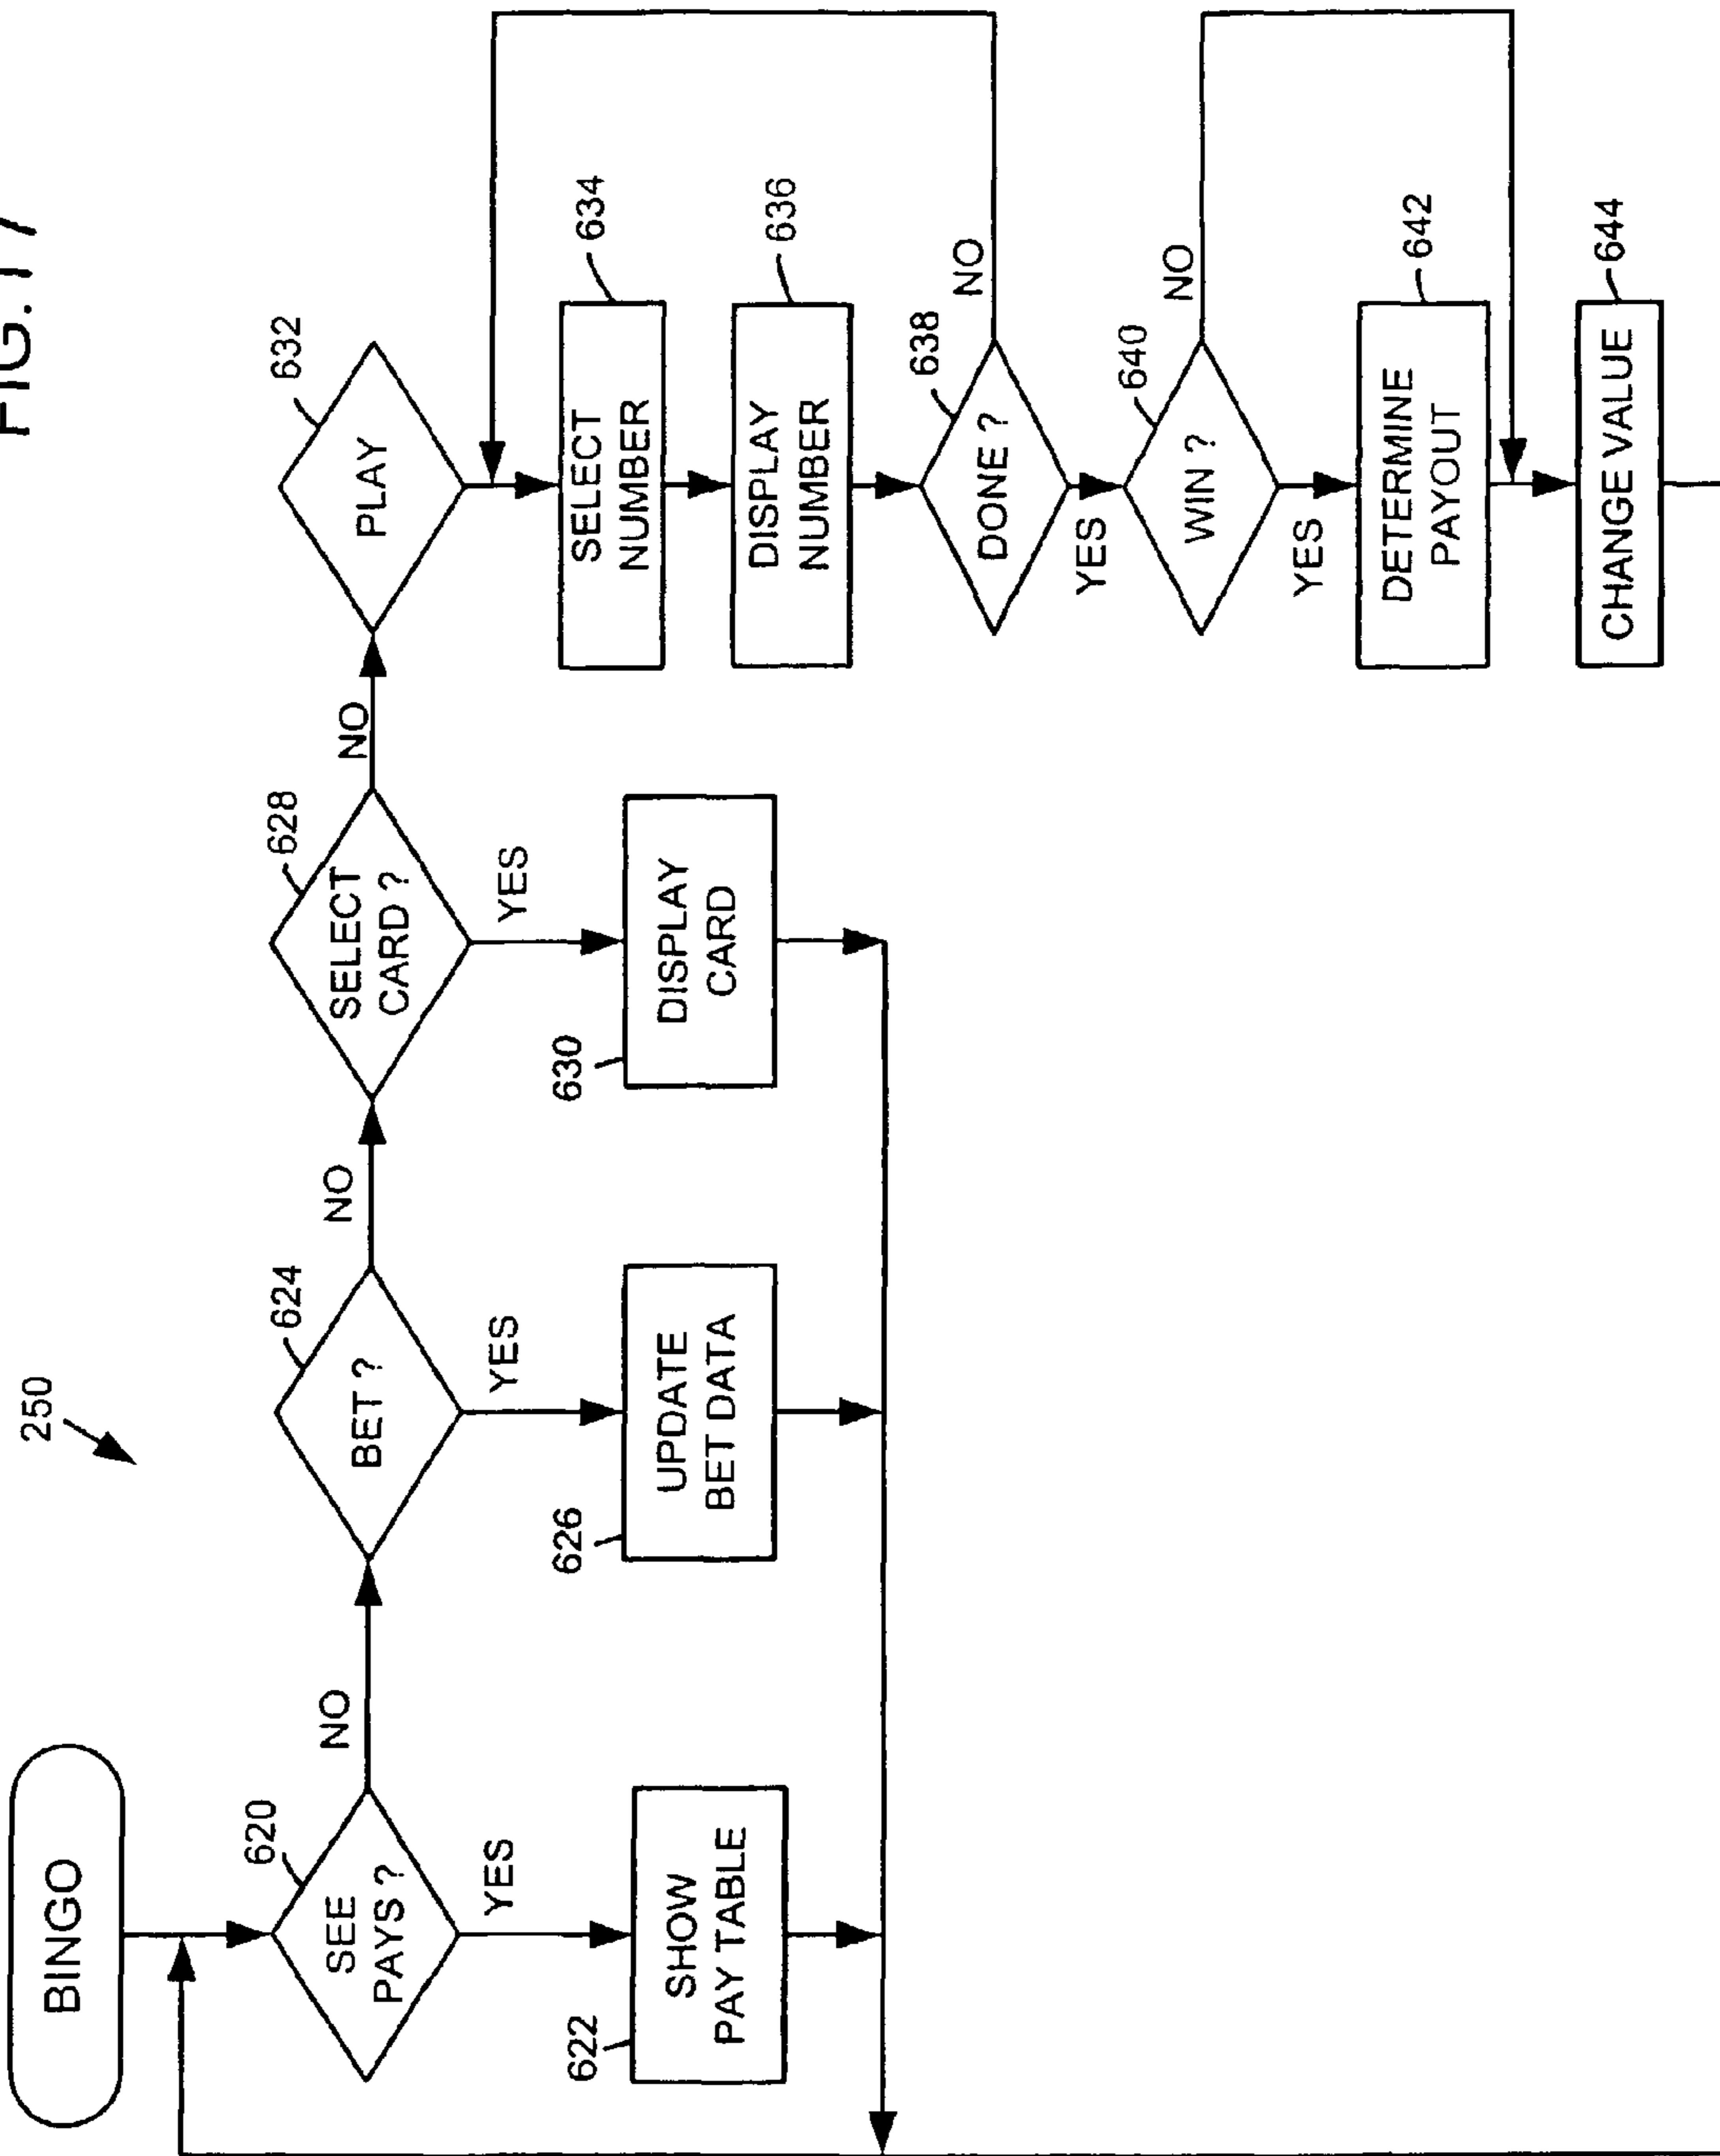 FIG. 17
250
BINGO
620
SEE
PAYS ?
NO
YES
622
SHOW
PAY TABLE
624
BET ?
NO
YES
626
UPDATE
BET DATA
628
SELECT
CARD ?
NO
YES
630
DISPLAY
CARD
632
PLAY
634
SELECT
NUMBER
636
DISPLAY
NUMBER
638
DONE ?
NO
YES
640
WIN ?
NO
YES
642
DETERMINE
PAYOUT
644
CHANGE VALUE